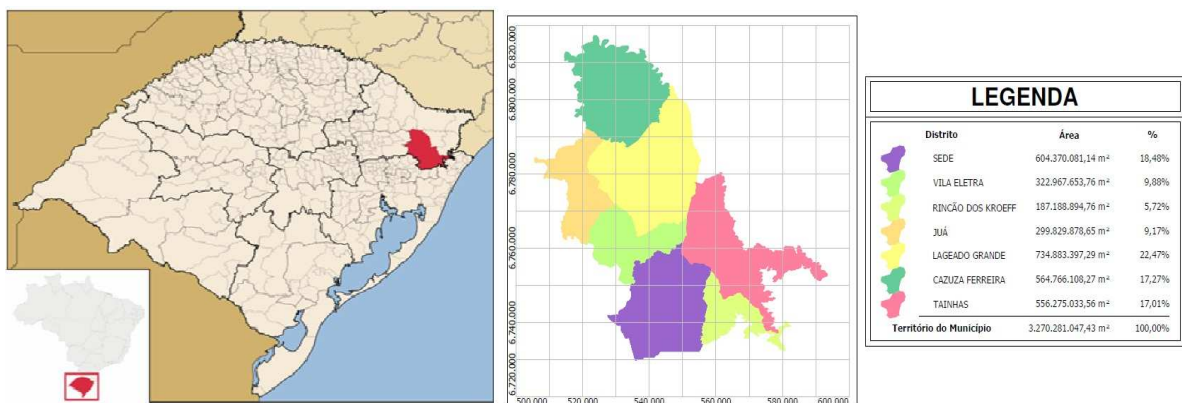 6.820.000
6.800.000
6.780.000
6.760.000
6.740.000
6.720.000
500.000 520.000 540.000 560.000 580.000 600.000
LEGENDA
Distrito Área %
SEDE 604.370.081,14 m² 18,48%
VILA ELETRA 322.967.653,76 m² 9,88%
RINCÃO DOS KROEFF 187.188.894,76 m² 5,72%
JUÁ 299.829.878,65 m² 9,17%
LAGEADO GRANDE 734.883.397,29 m² 22,47%
CAZUZA FERREIRA 564.766.108,27 m² 17,27%
TAINHAS 556.275.033,56 m² 17,01%
Território do Município 3.270.281.047,43 m² 100,00%